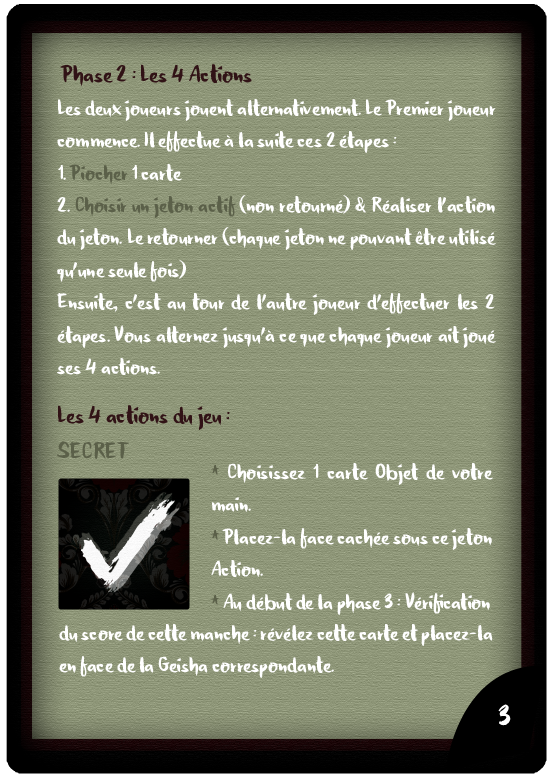 Phase 2 : Les 4 Actions
Les deux joueurs jouent alternativement. Le Premier joueur
commence. Il effectue à la suite ces 2 étapes :
1. Piocher 1 carte
2. Choisir un jeton actif (non retourné) & Réaliser l'action
du jeton. Le retourner (chaque jeton ne pouvant être utilisé
qu'une seule fois)
Ensuite, c'est au tour de l'autre joueur d'effectuer les 2
étapes. Vous alternez jusqu'à ce que chaque joueur ait joué
ses 4 actions.
Les 4 actions du jeu :
SECRET
* Choisissez 1 carte Objet de votre
main.
* Placez-la face cachée sous ce jeton
Action.
* Au début de la phase 3 : Vérification
du score de cette manche : révélez cette carte et placez-la
en face de la Geisha correspondante.
3